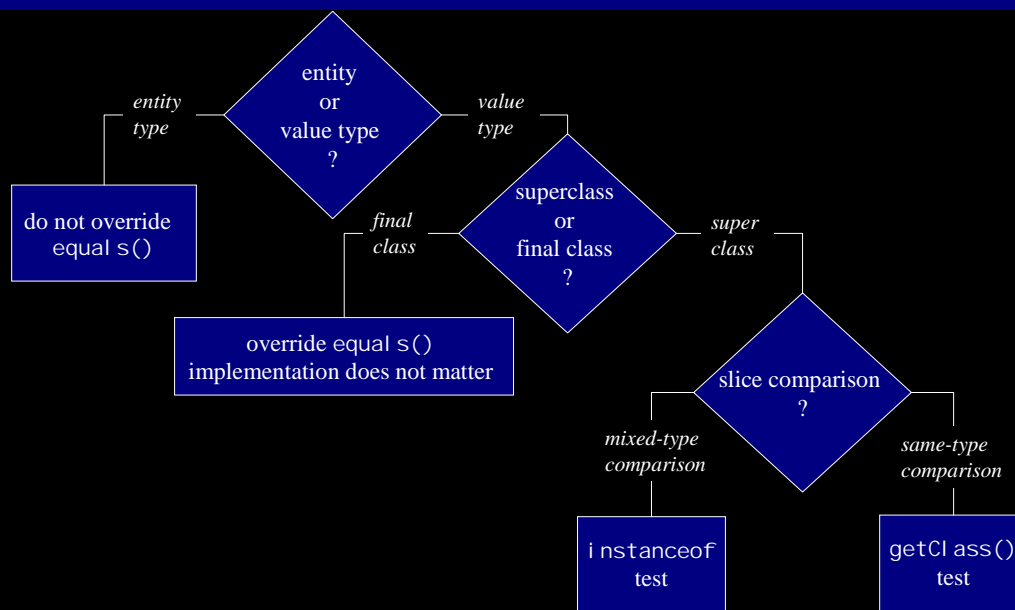 entity
or
value type
?
entity
type
value
type
do not override
equals()
superclass
or
final class
?
final
class
super
class
override equals()
implementation does not matter
slice comparison
?
mixed-type
comparison
same-type
comparison
instanceof
test
getClass()
test